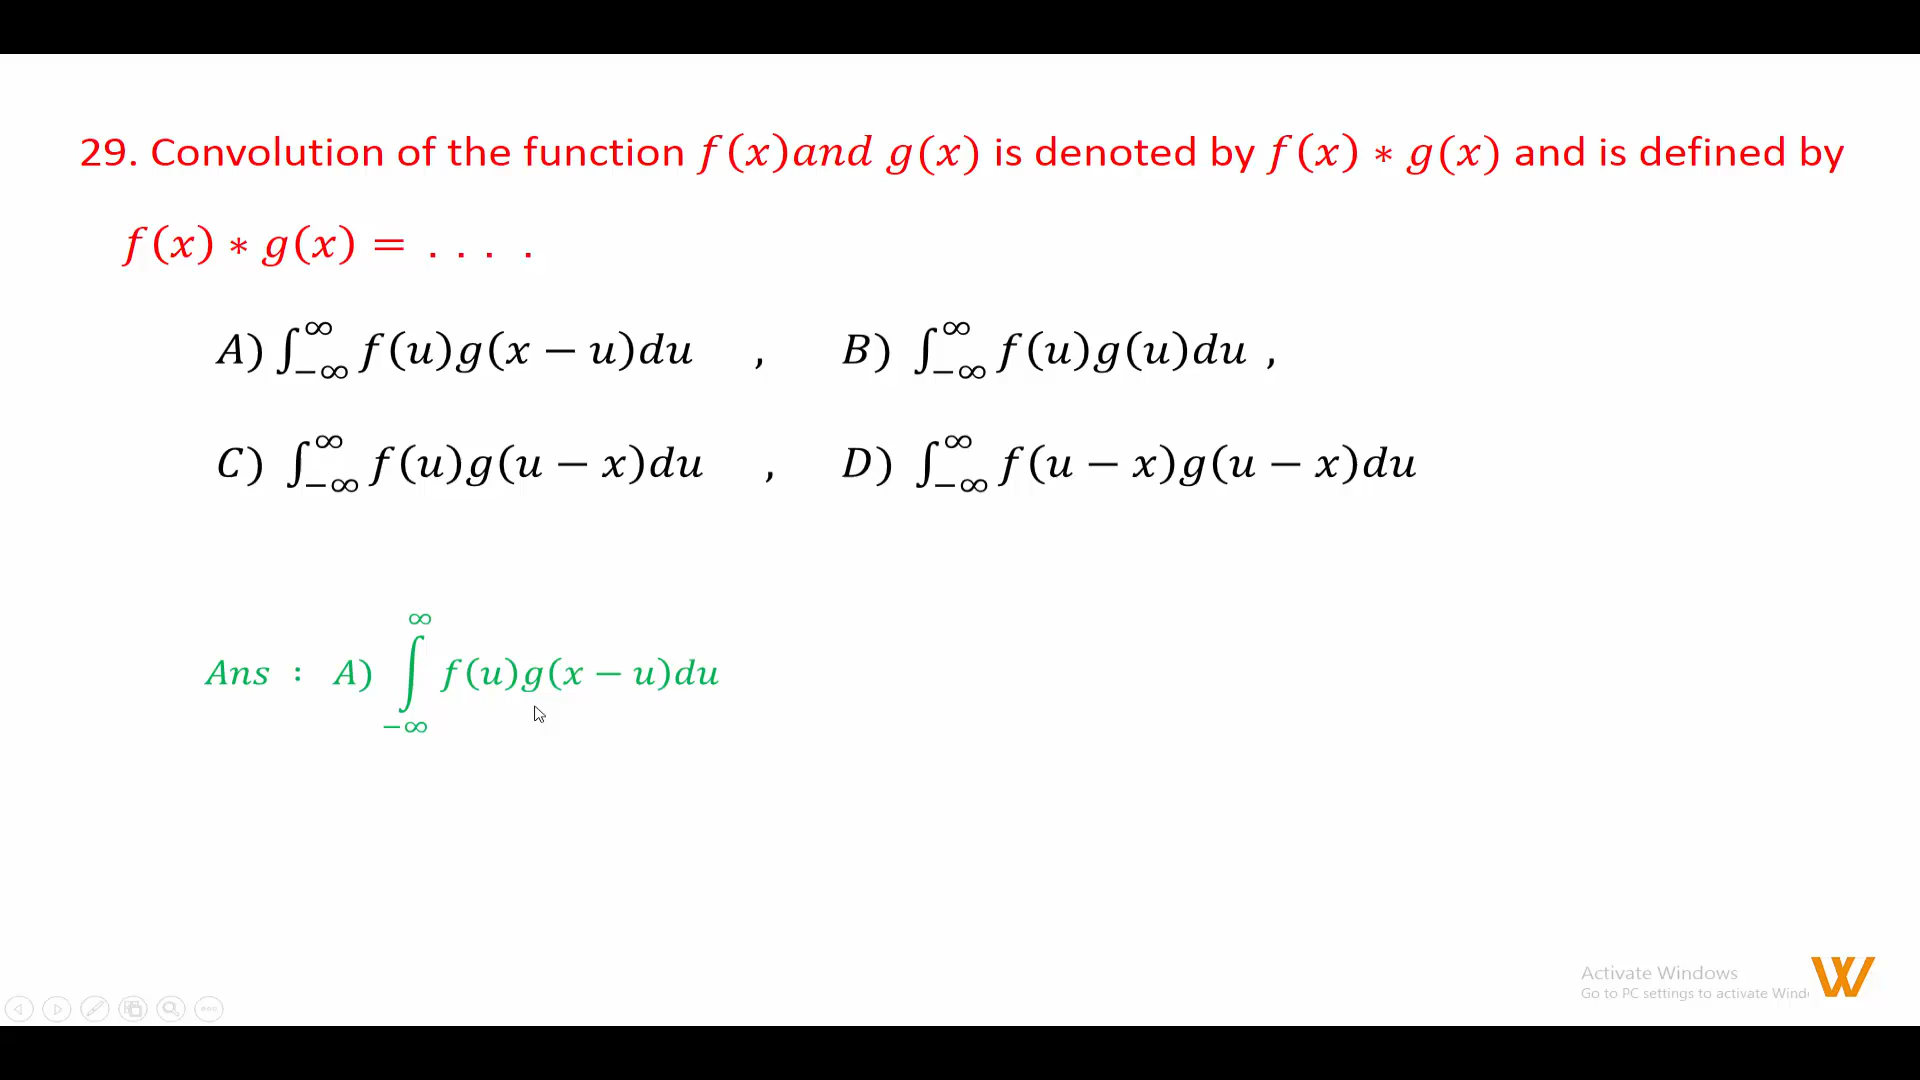 29. Convolution of the function f(x)and g(x) is denoted by f(x) ∗ g(x) and is defined by
f(x) ∗ g(x) = . . . .
A) ∫_{−∞}^{∞} f(u)g(x − u)du , B) ∫_{−∞}^{∞} f(u)g(u)du ,
C) ∫_{−∞}^{∞} f(u)g(u − x)du , D) ∫_{−∞}^{∞} f(u − x)g(u − x)du
Ans : A) ∫_{−∞}^{∞} f(u)g(x − u)du
Activate Windows
Go to PC settings to activate Wind
W